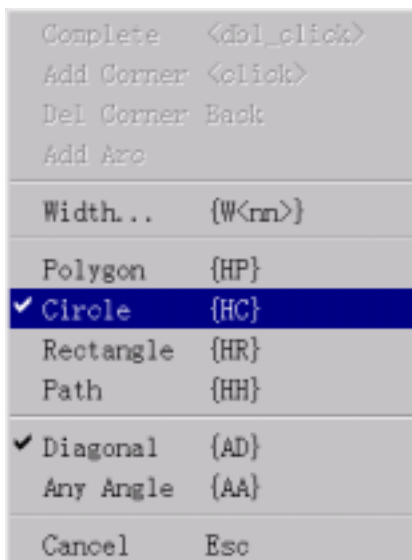 Complete <dbl_click>
Add Corner <click>
Del Corner Back
Add Arc
Width... {W<nn>}
Polygon {HP}
Circle {HC}
Rectangle {HR}
Path {HH}
Diagonal {AD}
Any Angle {AA}
Cancel Esc